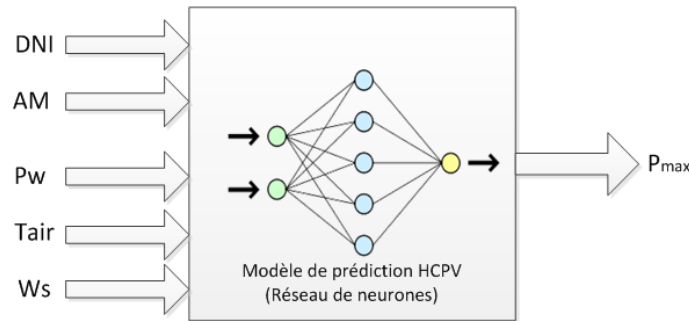 DNI
AM
Pw
Tair
Ws
Modèle de prédiction HCPV
(Réseau de neurones)
Pmax